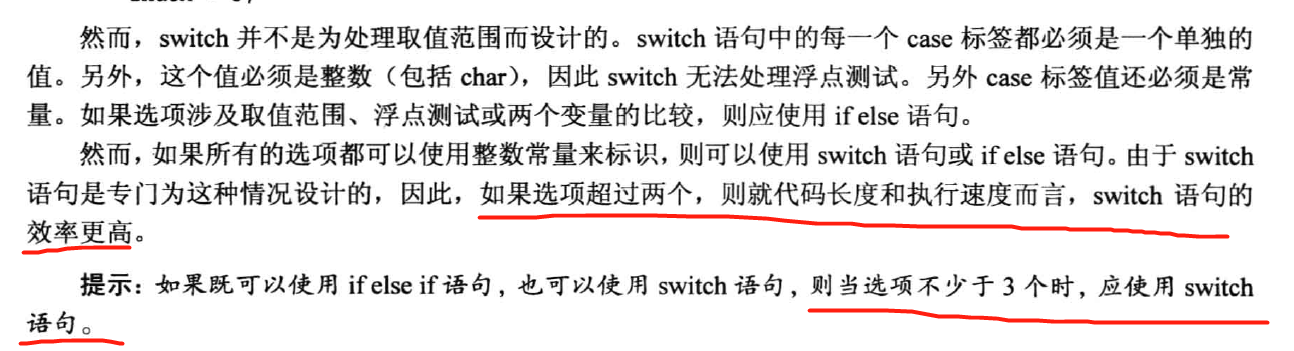 然而，switch 并不是为处理取值范围而设计的。switch 语句中的每一个 case 标签都必须是一个单独的
值。另外，这个值必须是整数（包括 char），因此 switch 无法处理浮点测试。另外 case 标签值还必须是常
量。如果选项涉及取值范围、浮点测试或两个变量的比较，则应使用 if else 语句。
然而，如果所有的选项都可以使用整数常量来标识，则可以使用 switch 语句或 if else 语句。由于 switch
语句是专门为这种情况设计的，因此，如果选项超过两个，则就代码长度和执行速度而言，switch 语句的
效率更高。
提示：如果既可以使用 if else if 语句，也可以使用 switch 语句，则当选项不少于 3 个时，应使用 switch
语句。